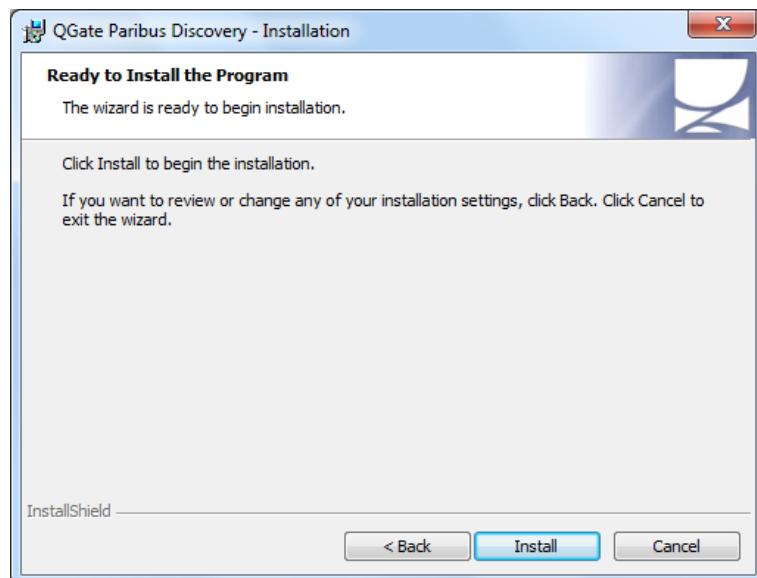 QGate Paribus Discovery - Installation
Ready to Install the Program
The wizard is ready to begin installation.
Click Install to begin the installation.
If you want to review or change any of your installation settings, click Back. Click Cancel to
exit the wizard.
InstallShield
< Back Install Cancel